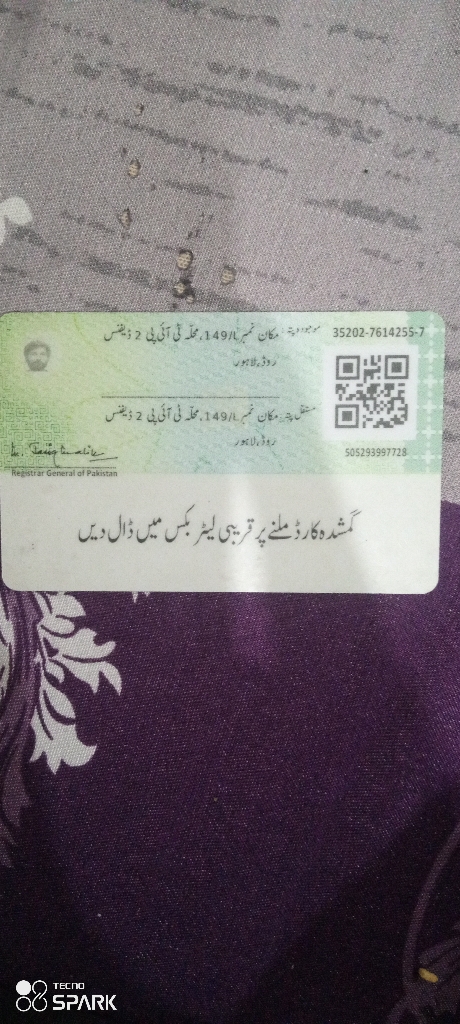 35202-7614255-7
موجودہ پتہ: مکان نمبر 149/L، محلہ ٹی آئی پی 2 ڈیفنس
روڈ، لاہور
مستقل پتہ: مکان نمبر 149/L، محلہ ٹی آئی پی 2 ڈیفنس
روڈ، لاہور
505293997728
Registrar General of Pakistan
گمشدہ کارڈ ملنے پر قریبی لیٹر بکس میں ڈال دیں
TECNO
SPARK